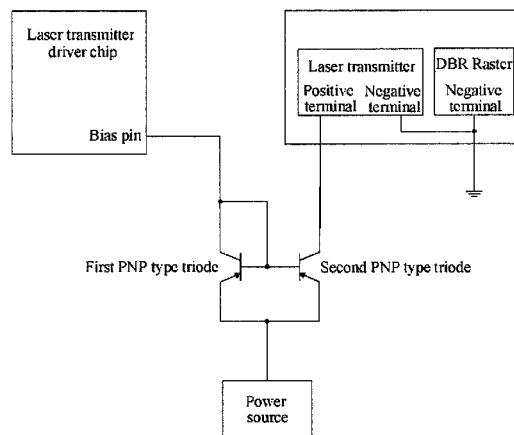 Laser transmitter
driver chip
Bias pin
Laser transmitter
Positive
terminal
Negative
terminal
DBR Raster
Negative
terminal
First PNP type triode
Second PNP type triode
Power
source